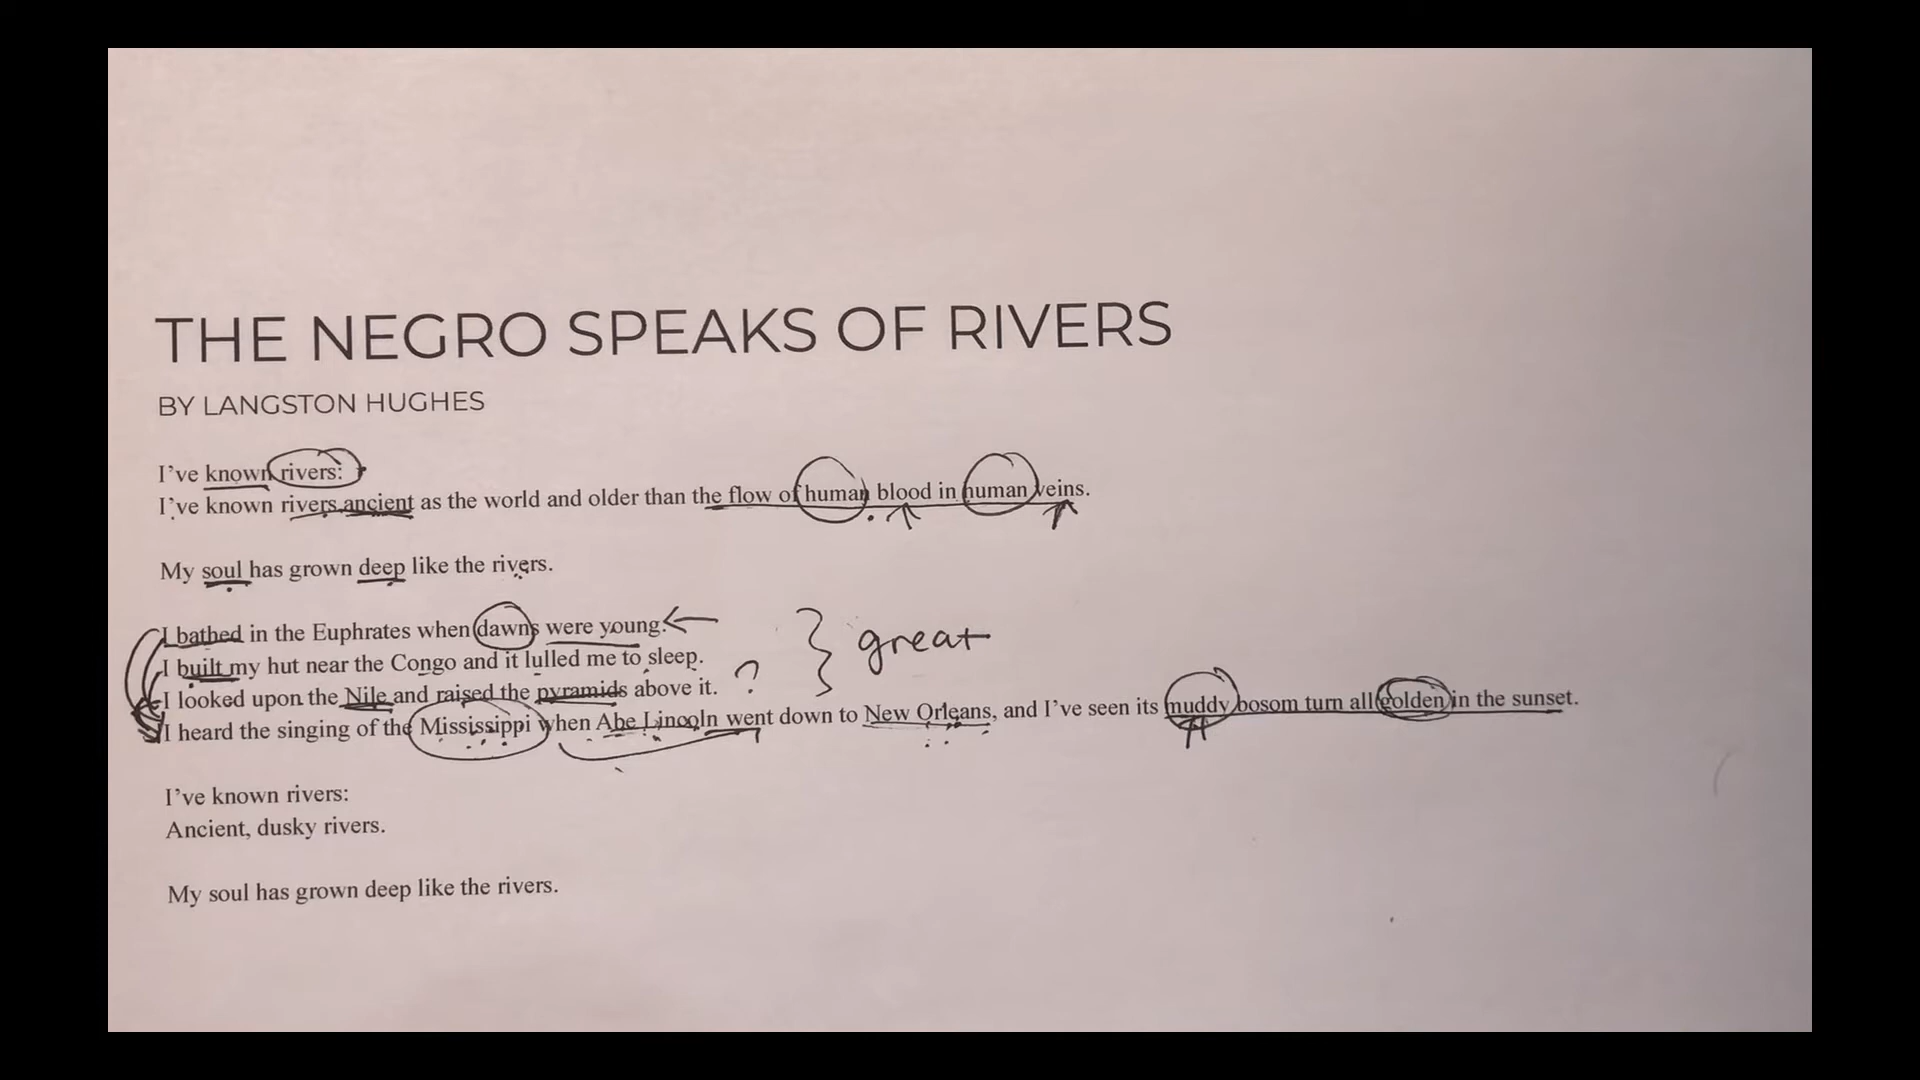 THE NEGRO SPEAKS OF RIVERS
BY LANGSTON HUGHES
I’ve known rivers:
I’ve known rivers ancient as the world and older than the flow of human blood in human veins.
My soul has grown deep like the rivers.
I bathed in the Euphrates when dawns were young.
I built my hut near the Congo and it lulled me to sleep.
I looked upon the Nile and raised the pyramids above it. ?
} great
I heard the singing of the Mississippi when Abe Lincoln went down to New Orleans, and I’ve seen its muddy bosom turn all golden in the sunset.
I’ve known rivers:
Ancient, dusky rivers.
My soul has grown deep like the rivers.